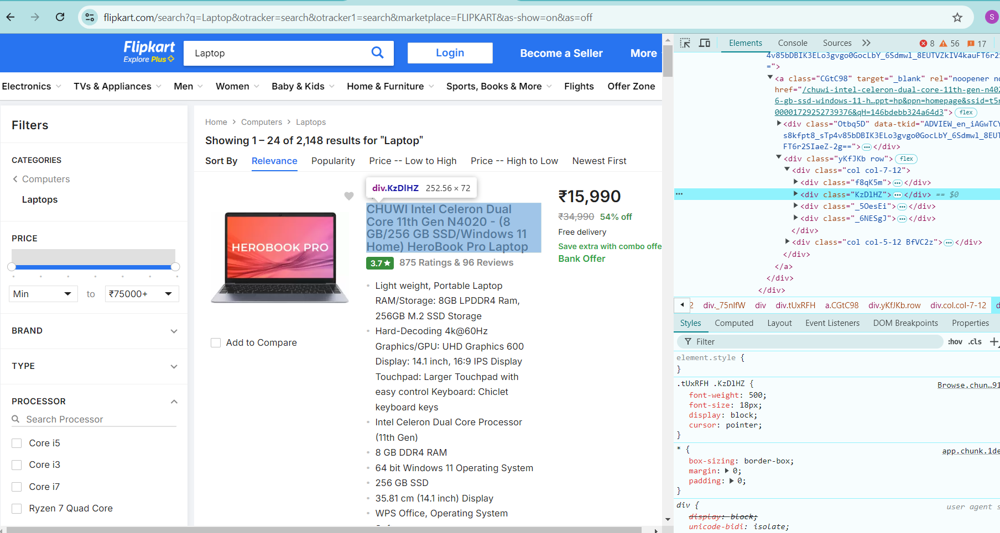 flipkart.com/search?q=Laptop&otracker=search&otracker1=search&marketplace=FLIPKART&as-show=on&as=off
S
Flipkart
Explore Plus
Laptop
Login
Become a Seller
More
Electronics
TVs & Appliances
Men
Women
Baby & Kids
Home & Furniture
Sports, Books & More
Flights
Offer Zone
Filters
CATEGORIES
Computers
Laptops
PRICE
Min
to
₹75000+
BRAND
TYPE
PROCESSOR
Search Processor
Core i5
Core i3
Core i7
Ryzen 7 Quad Core
Home
Computers
Laptops
Showing 1 – 24 of 2,148 results for "Laptop"
Sort By
Relevance
Popularity
Price -- Low to High
Price -- High to Low
Newest First
div.KzDlHZ 252.56 × 72
HEROBOOK PRO
Add to Compare
CHUWI Intel Celeron Dual
Core 11th Gen N4020 - (8
GB/256 GB SSD/Windows 11
Home) HeroBook Pro Laptop
3.7★
875 Ratings & 96 Reviews
Light weight, Portable Laptop
RAM/Storage: 8GB LPDDR4 Ram,
256GB M.2 SSD Storage
Hard-Decoding 4k@60Hz
Graphics/GPU: UHD Graphics 600
Display: 14.1 inch, 16:9 IPS Display
Touchpad: Larger Touchpad with
easy control Keyboard: Chiclet
keyboard keys
Intel Celeron Dual Core Processor
(11th Gen)
8 GB DDR4 RAM
64 bit Windows 11 Operating System
256 GB SSD
35.81 cm (14.1 inch) Display
WPS Office, Operating System
₹15,990
₹34,990 54% off
Free delivery
Save extra with combo offe
Bank Offer
Elements
Console
Sources
8
56
17
4v85bDBIK3ELo3gvgo0GocLbY_6Sdmwl_8EUTVZkIV4kauFT6r2S
=">
<a class="CGtC98" target="_blank" rel="noopener no
href="/chuwi-intel-celeron-dual-core-11th-gen-n402
6-gb-ssd-windows-11-h…ppt=hp&ppn=homepage&ssid=t5r
00001729252739376&qH=146bdebb324a64d3"> flex
<div class="Otbq5D" data-tkid="ADVIEW_en_iAGwTCY
s8kfpt8_sTp4v85bDBIK3ELo3gvgo0GocLbY_6Sdmwl_8EUT
FT6r2SIaeZ-2g=="> … </div>
<div class="yKfJKb row"> flex
<div class="col col-7-12">
<div class="f8qK5m"> … </div>
<div class="KzDlHZ"> … </div> == $0
<div class="_5OesEi"> … </div>
<div class="_6NESgJ"> … </div>
</div>
<div class="col col-5-12 BfVC2z"> … </div>
</div>
</a>
</div>
</div>
2
div._75nlfW
div
div.tUxRFH
a.CGtC98
div.yKfJKb.row
div.col.col-7-12
d
Styles
Computed
Layout
Event Listeners
DOM Breakpoints
Properties
Filter
:hov .cls
element.style {
}
.tUxRFH .KzDlHZ {
Browse.chun…91
font-weight: 500;
font-size: 18px;
display: block;
cursor: pointer;
}
* {
app.chunk.1de
box-sizing: border-box;
margin: 0;
padding: 0;
}
div {
user agent s
display: block;
unicode-bidi: isolate;